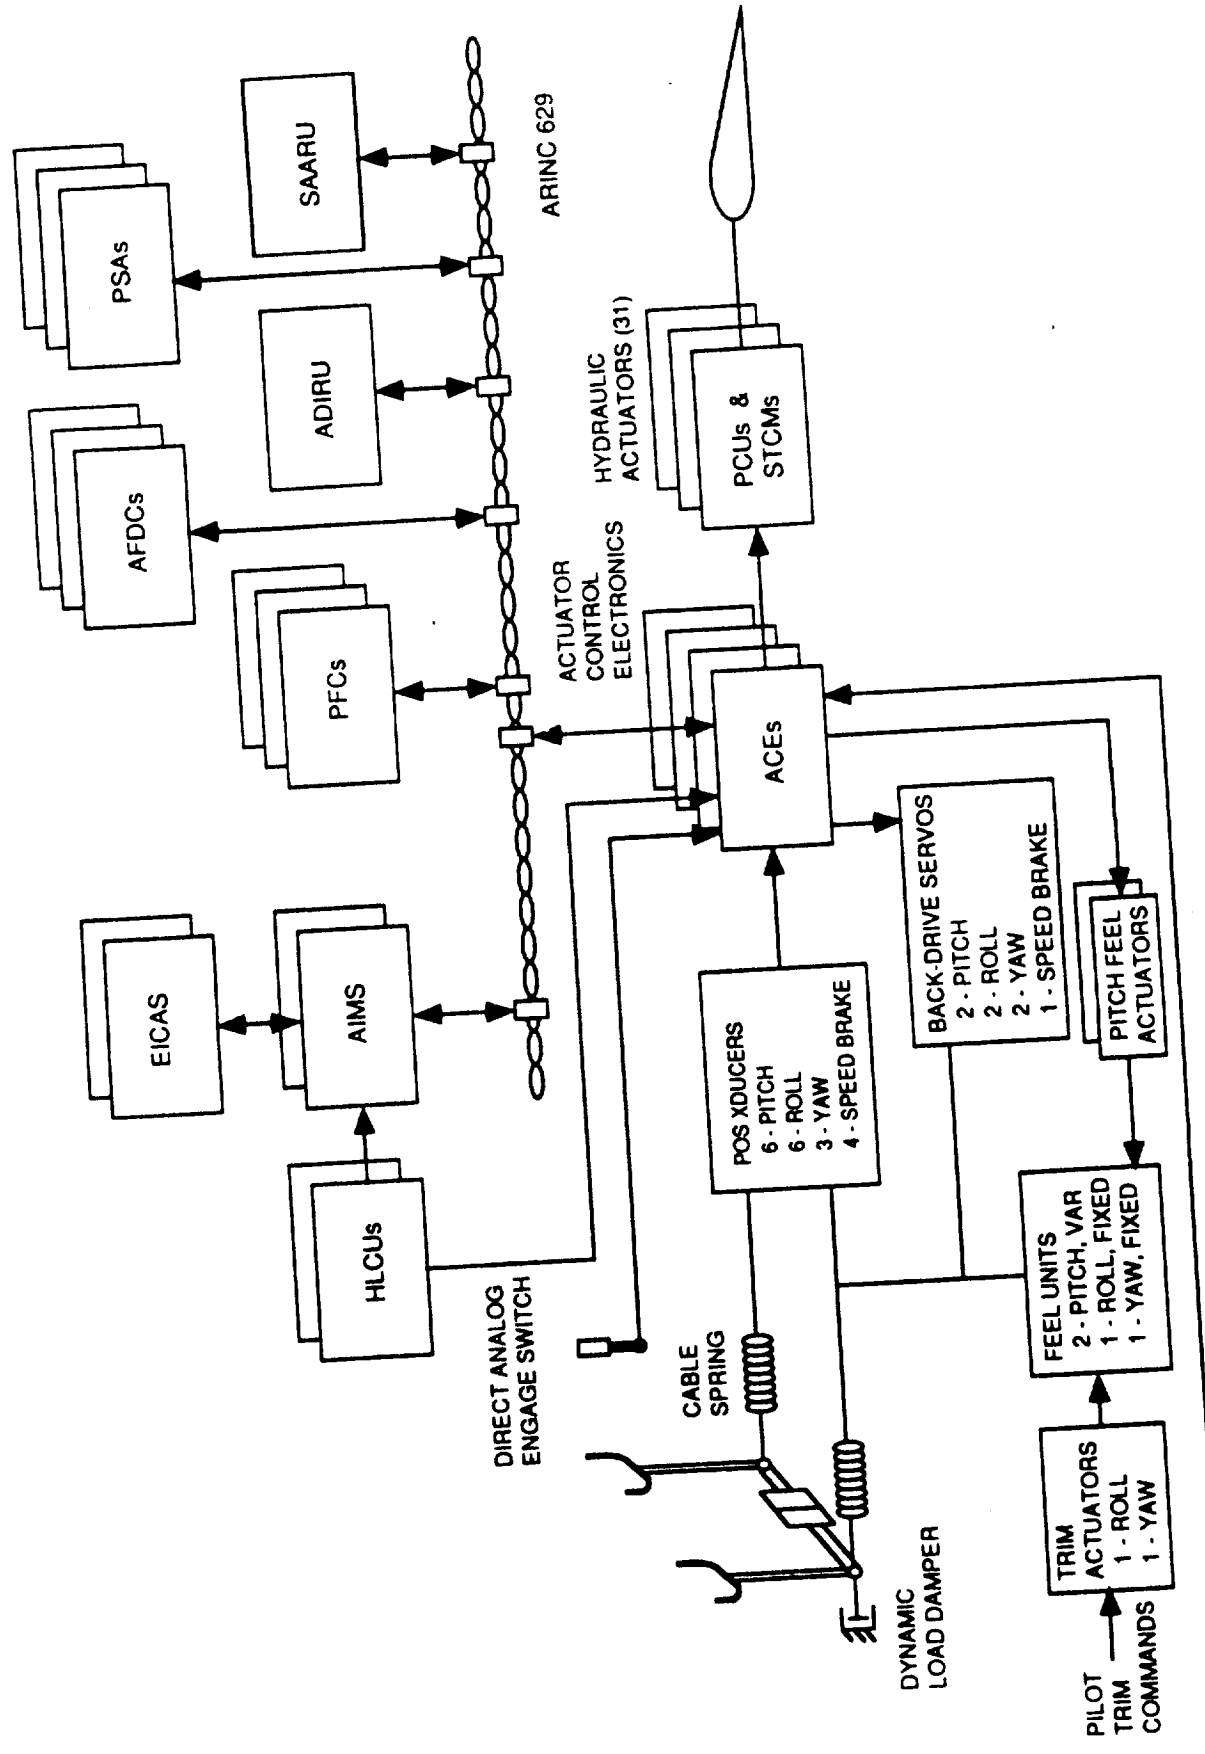 PSAs
SAARU
AFDCs
ADIRU
PFCs
EICAS
AIMS
HLCUs
ARINC 629
DIRECT ANALOG
ENGAGE SWITCH
ACTUATOR
CONTROL
ELECTRONICS
HYDRAULIC
ACTUATORS (31)
CABLE
SPRING
ACEs
PCUs &
STCMs
POS XDUCERS
6 - PITCH
6 - ROLL
3 - YAW
4 - SPEED BRAKE
DYNAMIC
LOAD DAMPER
BACK-DRIVE SERVOS
2 - PITCH
2 - ROLL
2 - YAW
1 - SPEED BRAKE
PILOT
TRIM
COMMANDS
TRIM
ACTUATORS
1 - ROLL
1 - YAW
FEEL UNITS
2 - PITCH, VAR
1 - ROLL, FIXED
1 - YAW, FIXED
PITCH FEEL
ACTUATORS